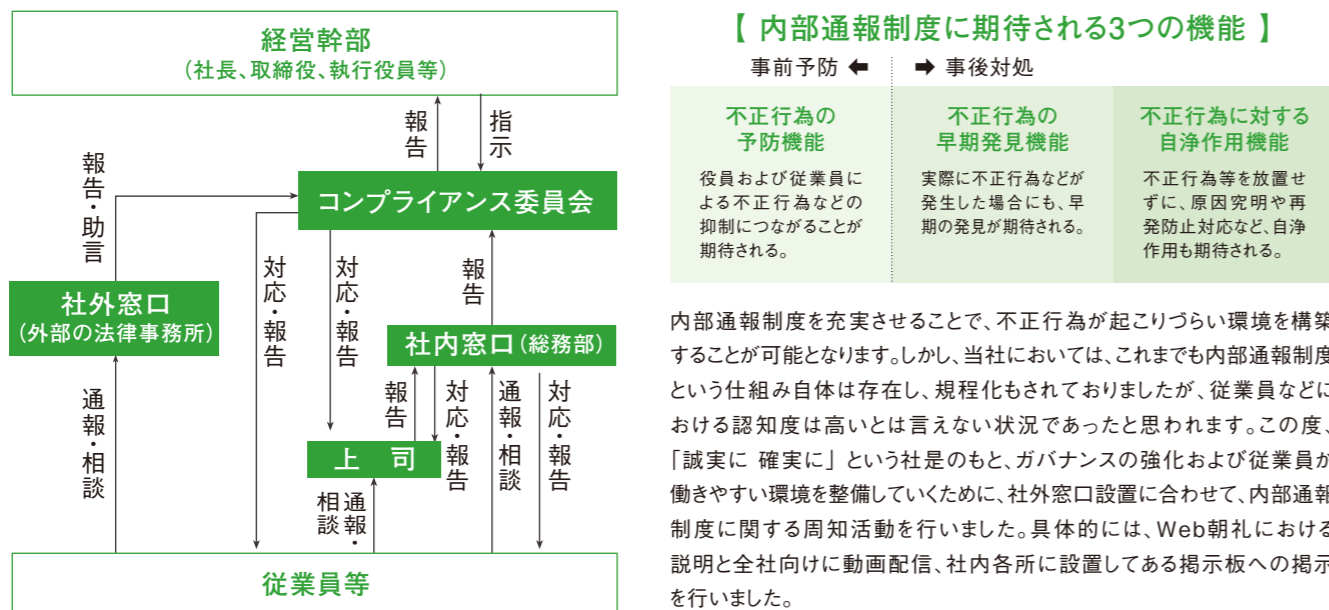 経営幹部
(社長、取締役、執行役員等)
報告
指示
報告・助言
コンプライアンス委員会
対応・報告
対応・報告
報告
社外窓口
(外部の法律事務所)
社内窓口(総務部)
通報・相談
報告
対応・報告
通報・相談
対応・報告
上　司
通報・
相談
従業員等
【 内部通報制度に期待される3つの機能 】
事前予防 ⬅ ➡ 事後対処
不正行為の
予防機能
役員および従業員に
よる不正行為などの
抑制につながることが
期待される。
不正行為の
早期発見機能
実際に不正行為などが
発生した場合にも、早
期の発見が期待される。
不正行為に対する
自浄作用機能
不正行為等を放置せ
ずに、原因究明や再
発防止対応など、自浄
作用も期待される。
内部通報制度を充実させることで、不正行為が起こりづらい環境を構築
することが可能となります。しかし、当社においては、これまでも内部通報制度
という仕組み自体は存在し、規程化もされておりましたが、従業員などに
おける認知度は高いとは言えない状況であったと思われます。この度、
「誠実に 確実に」という社是のもと、ガバナンスの強化および従業員が
働きやすい環境を整備していくために、社外窓口設置に合わせて、内部通報
制度に関する周知活動を行いました。具体的には、Web朝礼における
説明と全社向けに動画配信、社内各所に設置してある掲示板への掲示
を行いました。